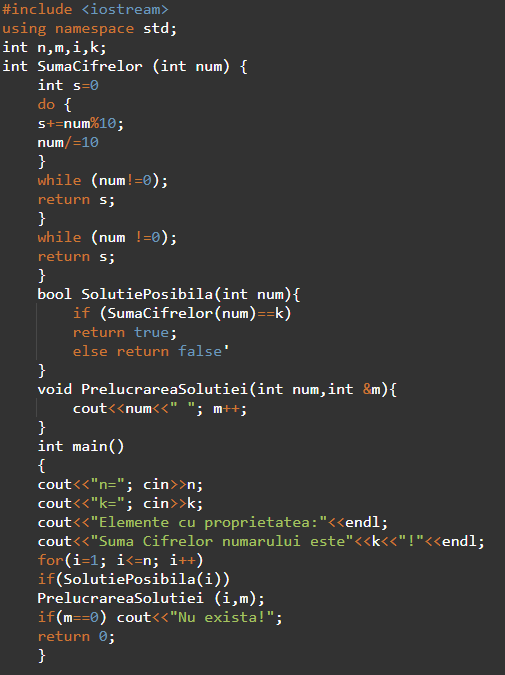 #include <iostream>
using namespace std;
int n,m,i,k;
int SumaCifrelor (int num) {
int s=0
do {
s+=num%10;
num/=10
}
while (num!=0);
return s;
}
while (num !=0);
return s;
}
bool SolutiePosibila(int num){
if (SumaCifrelor(num)==k)
return true;
else return false'
}
void PrelucrareaSolutiei(int num,int &m){
cout<<num<<" "; m++;
}
int main()
{
cout<<"n="; cin>>n;
cout<<"k="; cin>>k;
cout<<"Elemente cu proprietatea:"<<endl;
cout<<"Suma Cifrelor numarului este"<<k<<"!"<<endl;
for(i=1; i<=n; i++)
if(SolutiePosibila(i))
PrelucrareaSolutiei (i,m);
if(m==0) cout<<"Nu exista!";
return 0;
}